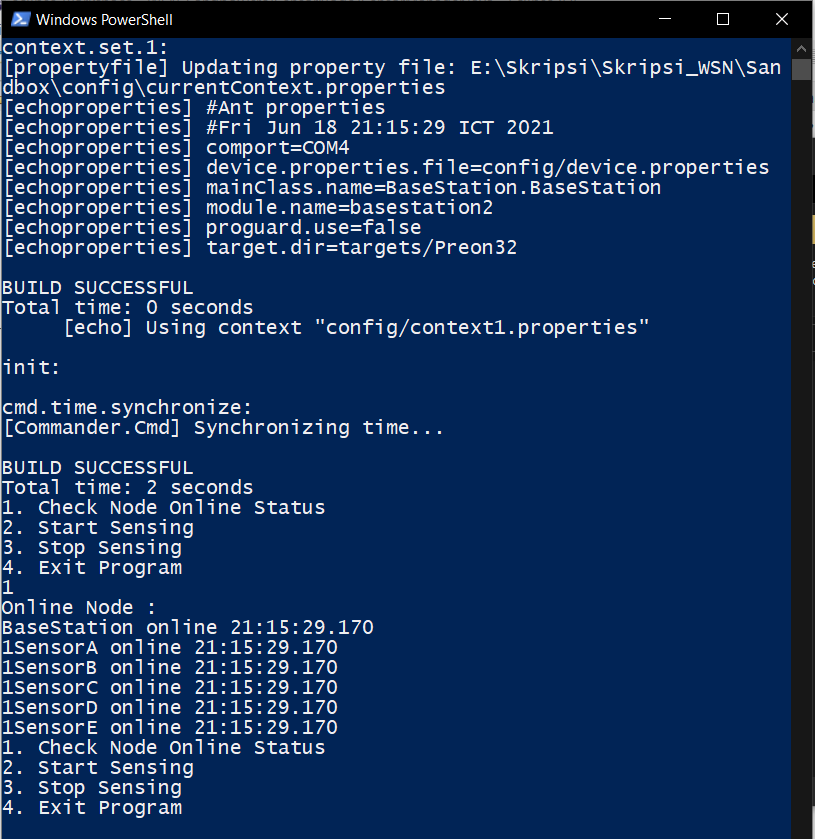 Windows PowerShell
context.set.1:
[propertyfile] Updating property file: E:\Skripsi\Skripsi_WSN\San
dbox\config\currentContext.properties
[echoproperties] #Ant properties
[echoproperties] #Fri Jun 18 21:15:29 ICT 2021
[echoproperties] comport=COM4
[echoproperties] device.properties.file=config/device.properties
[echoproperties] mainClass.name=BaseStation.BaseStation
[echoproperties] module.name=basestation2
[echoproperties] proguard.use=false
[echoproperties] target.dir=targets/Preon32
BUILD SUCCESSFUL
Total time: 0 seconds
[echo] Using context "config/context1.properties"
init:
cmd.time.synchronize:
[Commander.Cmd] Synchronizing time...
BUILD SUCCESSFUL
Total time: 2 seconds
1. Check Node Online Status
2. Start Sensing
3. Stop Sensing
4. Exit Program
1
Online Node :
BaseStation online 21:15:29.170
1SensorA online 21:15:29.170
1SensorB online 21:15:29.170
1SensorC online 21:15:29.170
1SensorD online 21:15:29.170
1SensorE online 21:15:29.170
1. Check Node Online Status
2. Start Sensing
3. Stop Sensing
4. Exit Program